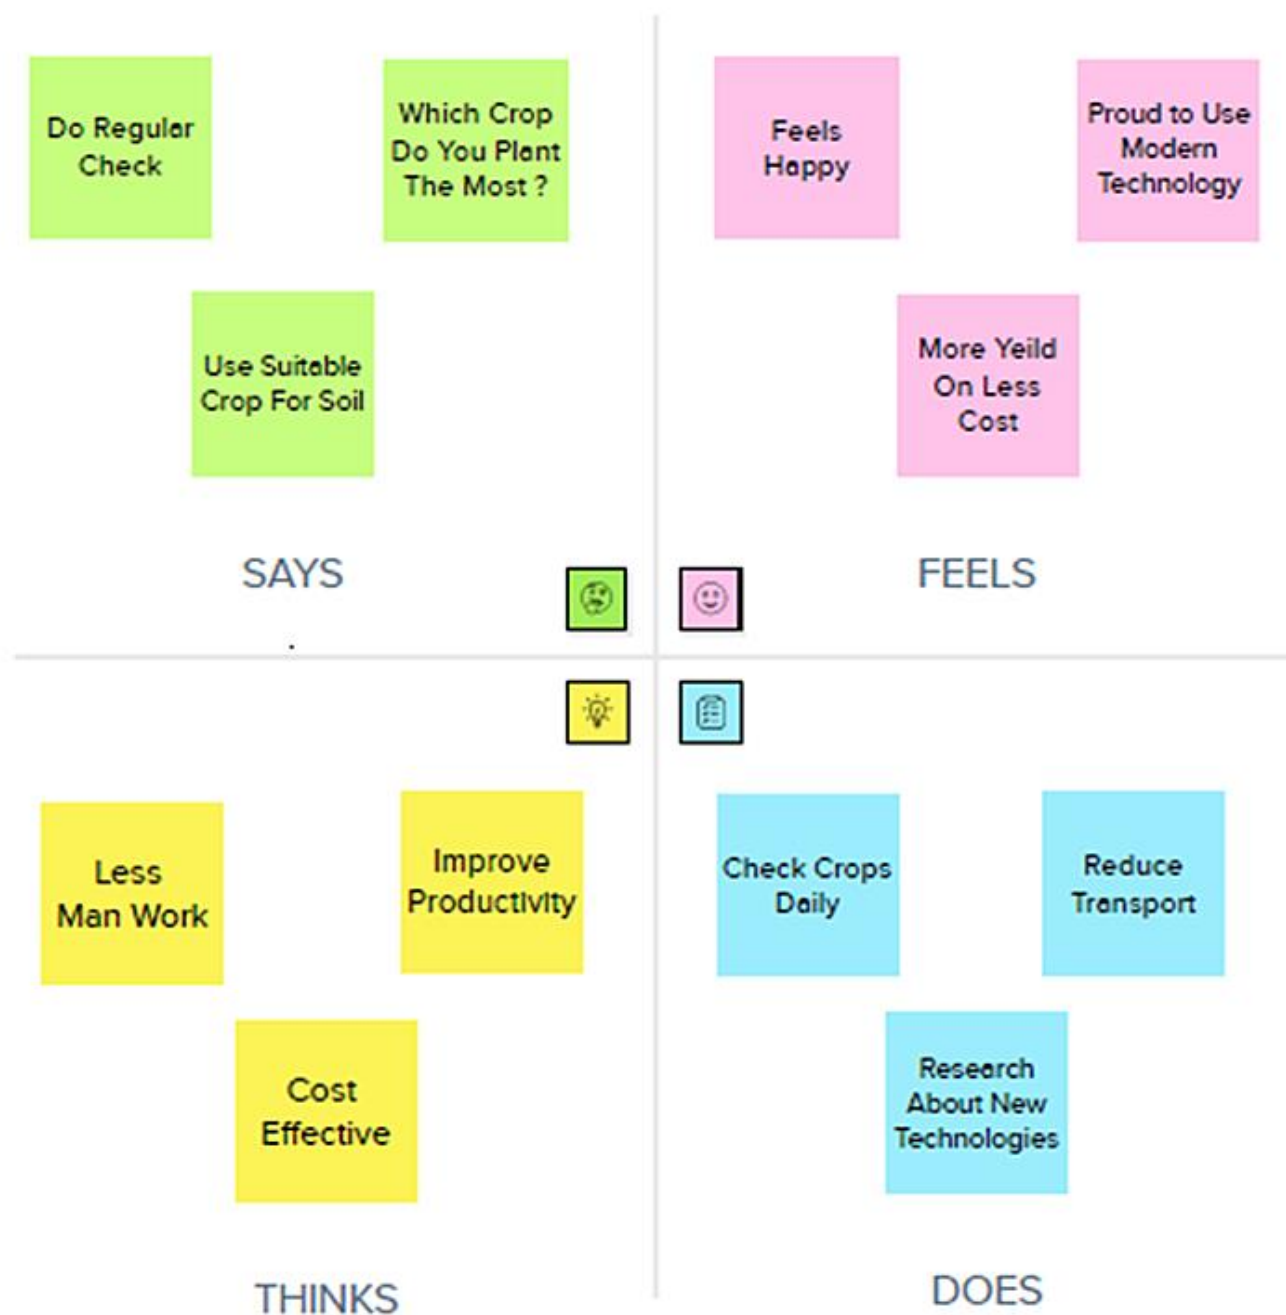 Do Regular
Check
Which Crop
Do You Plant
The Most ?
Use Suitable
Crop For Soil
SAYS
Feels
Happy
Proud to Use
Modern
Technology
More Yeild
On Less
Cost
FEELS
Less
Man Work
Improve
Productivity
Cost
Effective
THINKS
Check Crops
Daily
Reduce
Transport
Research
About New
Technologies
DOES